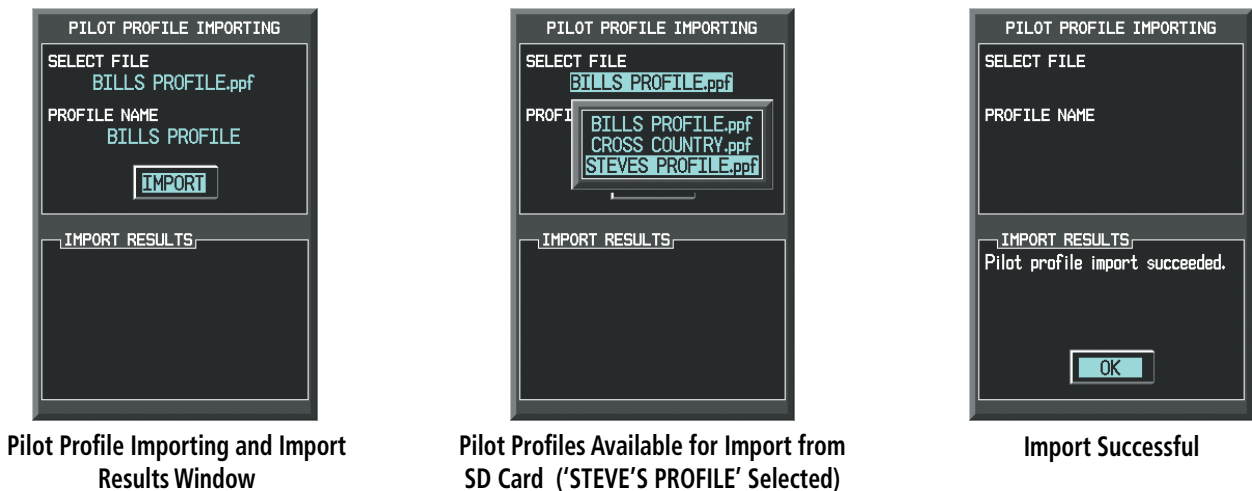 PILOT PROFILE IMPORTING
SELECT FILE
BILLS PROFILE.ppf
PROFILE NAME
BILLS PROFILE
IMPORT
IMPORT RESULTS
Pilot Profile Importing and Import
Results Window
PILOT PROFILE IMPORTING
SELECT FILE
BILLS PROFILE.ppf
PROFI
BILLS PROFILE.ppf
CROSS COUNTRY.ppf
STEVES PROFILE.ppf
IMPORT RESULTS
Pilot Profiles Available for Import from
SD Card ('STEVE'S PROFILE' Selected)
PILOT PROFILE IMPORTING
SELECT FILE
PROFILE NAME
IMPORT RESULTS
Pilot profile import succeeded.
OK
Import Successful